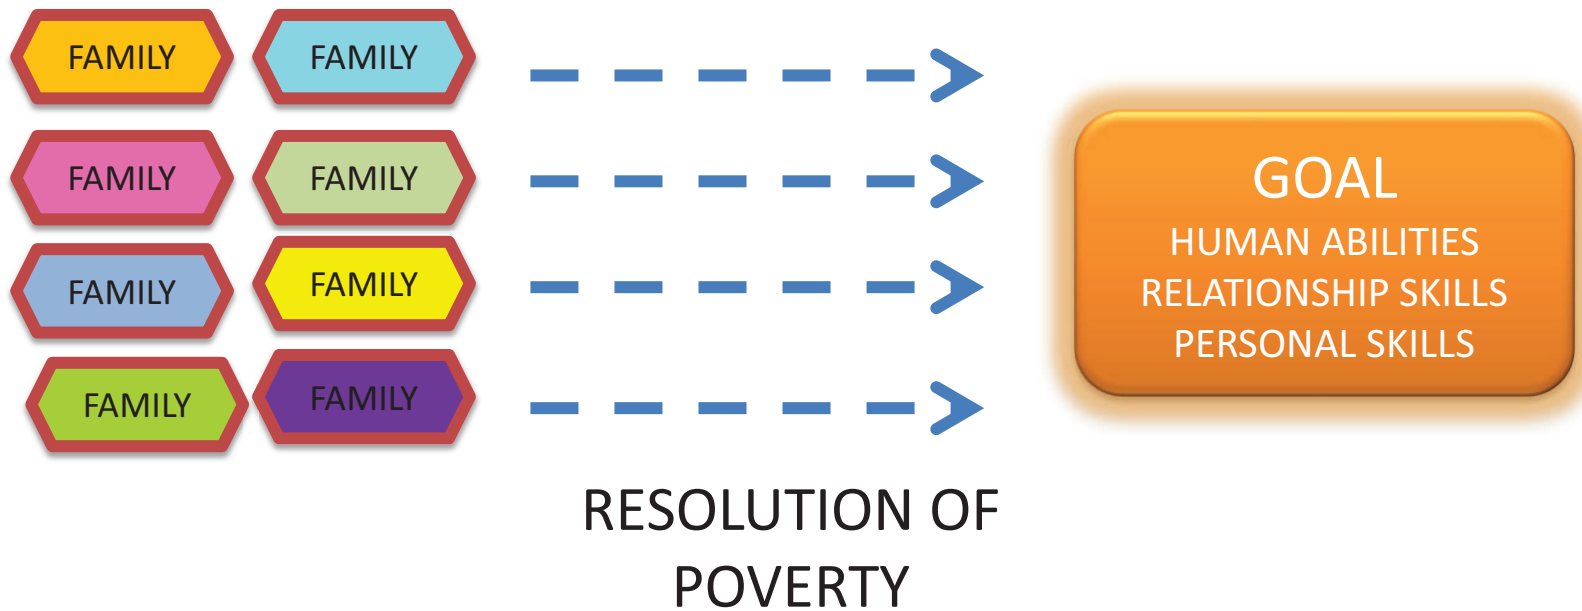 FAMILY
FAMILY
FAMILY
FAMILY
FAMILY
FAMILY
FAMILY
FAMILY
GOAL
HUMAN ABILITIES
RELATIONSHIP SKILLS
PERSONAL SKILLS
RESOLUTION OF
POVERTY